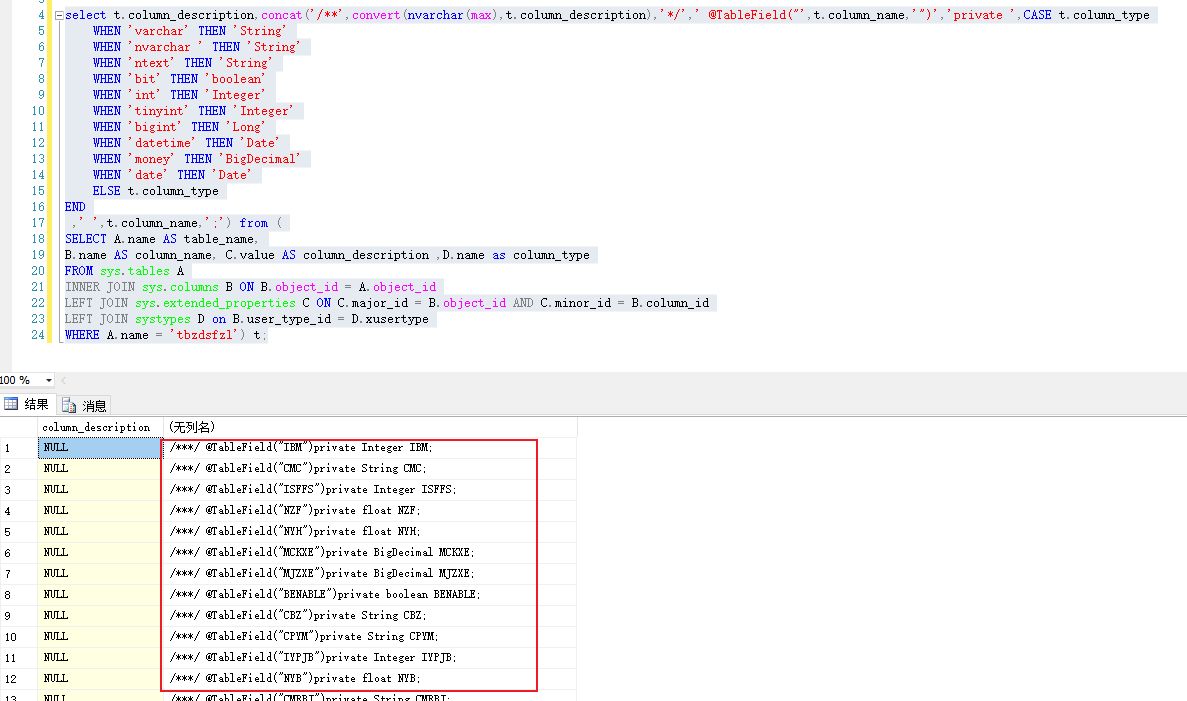 4 select t.column_description,concat('/**',convert(nvarchar(max),t.column_description),'*/',' @TableField("',t.column_name,'")','private ',CASE t.column_type
5 WHEN 'varchar' THEN 'String'
6 WHEN 'nvarchar ' THEN 'String'
7 WHEN 'ntext' THEN 'String'
8 WHEN 'bit' THEN 'boolean'
9 WHEN 'int' THEN 'Integer'
10 WHEN 'tinyint' THEN 'Integer'
11 WHEN 'bigint' THEN 'Long'
12 WHEN 'datetime' THEN 'Date'
13 WHEN 'money' THEN 'BigDecimal'
14 WHEN 'date' THEN 'Date'
15 ELSE t.column_type
16 END
17 ,' ',t.column_name,';') from (
18 SELECT A.name AS table_name,
19 B.name AS column_name, C.value AS column_description ,D.name as column_type
20 FROM sys.tables A
21 INNER JOIN sys.columns B ON B.object_id = A.object_id
22 LEFT JOIN sys.extended_properties C ON C.major_id = B.object_id AND C.minor_id = B.column_id
23 LEFT JOIN systypes D on B.user_type_id = D.xusertype
24 WHERE A.name = 'tbzdsfzl') t;
100 %
结果 消息
column_description (无列名)
1 NULL /***/ @TableField("IBM")private Integer IBM;
2 NULL /***/ @TableField("CMC")private String CMC;
3 NULL /***/ @TableField("ISFFS")private Integer ISFFS;
4 NULL /***/ @TableField("NZF")private float NZF;
5 NULL /***/ @TableField("NYH")private float NYH;
6 NULL /***/ @TableField("MCKXE")private BigDecimal MCKXE;
7 NULL /***/ @TableField("MJZXE")private BigDecimal MJZXE;
8 NULL /***/ @TableField("BENABLE")private boolean BENABLE;
9 NULL /***/ @TableField("CBZ")private String CBZ;
10 NULL /***/ @TableField("CPYM")private String CPYM;
11 NULL /***/ @TableField("IYPJB")private Integer IYPJB;
12 NULL /***/ @TableField("NYB")private float NYB;
13 NULL /***/ @TableField("CMRBT")private String CMRBT;